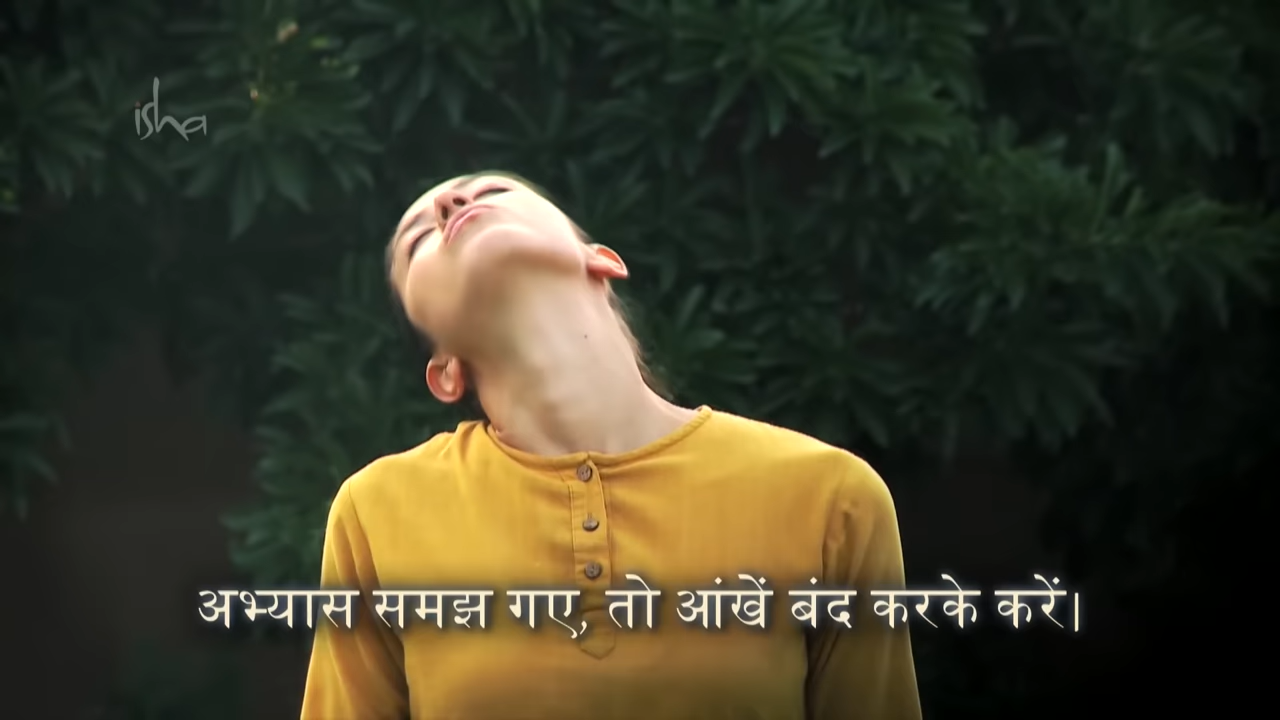 isha
अभ्यास समझ गए, तो आंखें बंद करके करें।